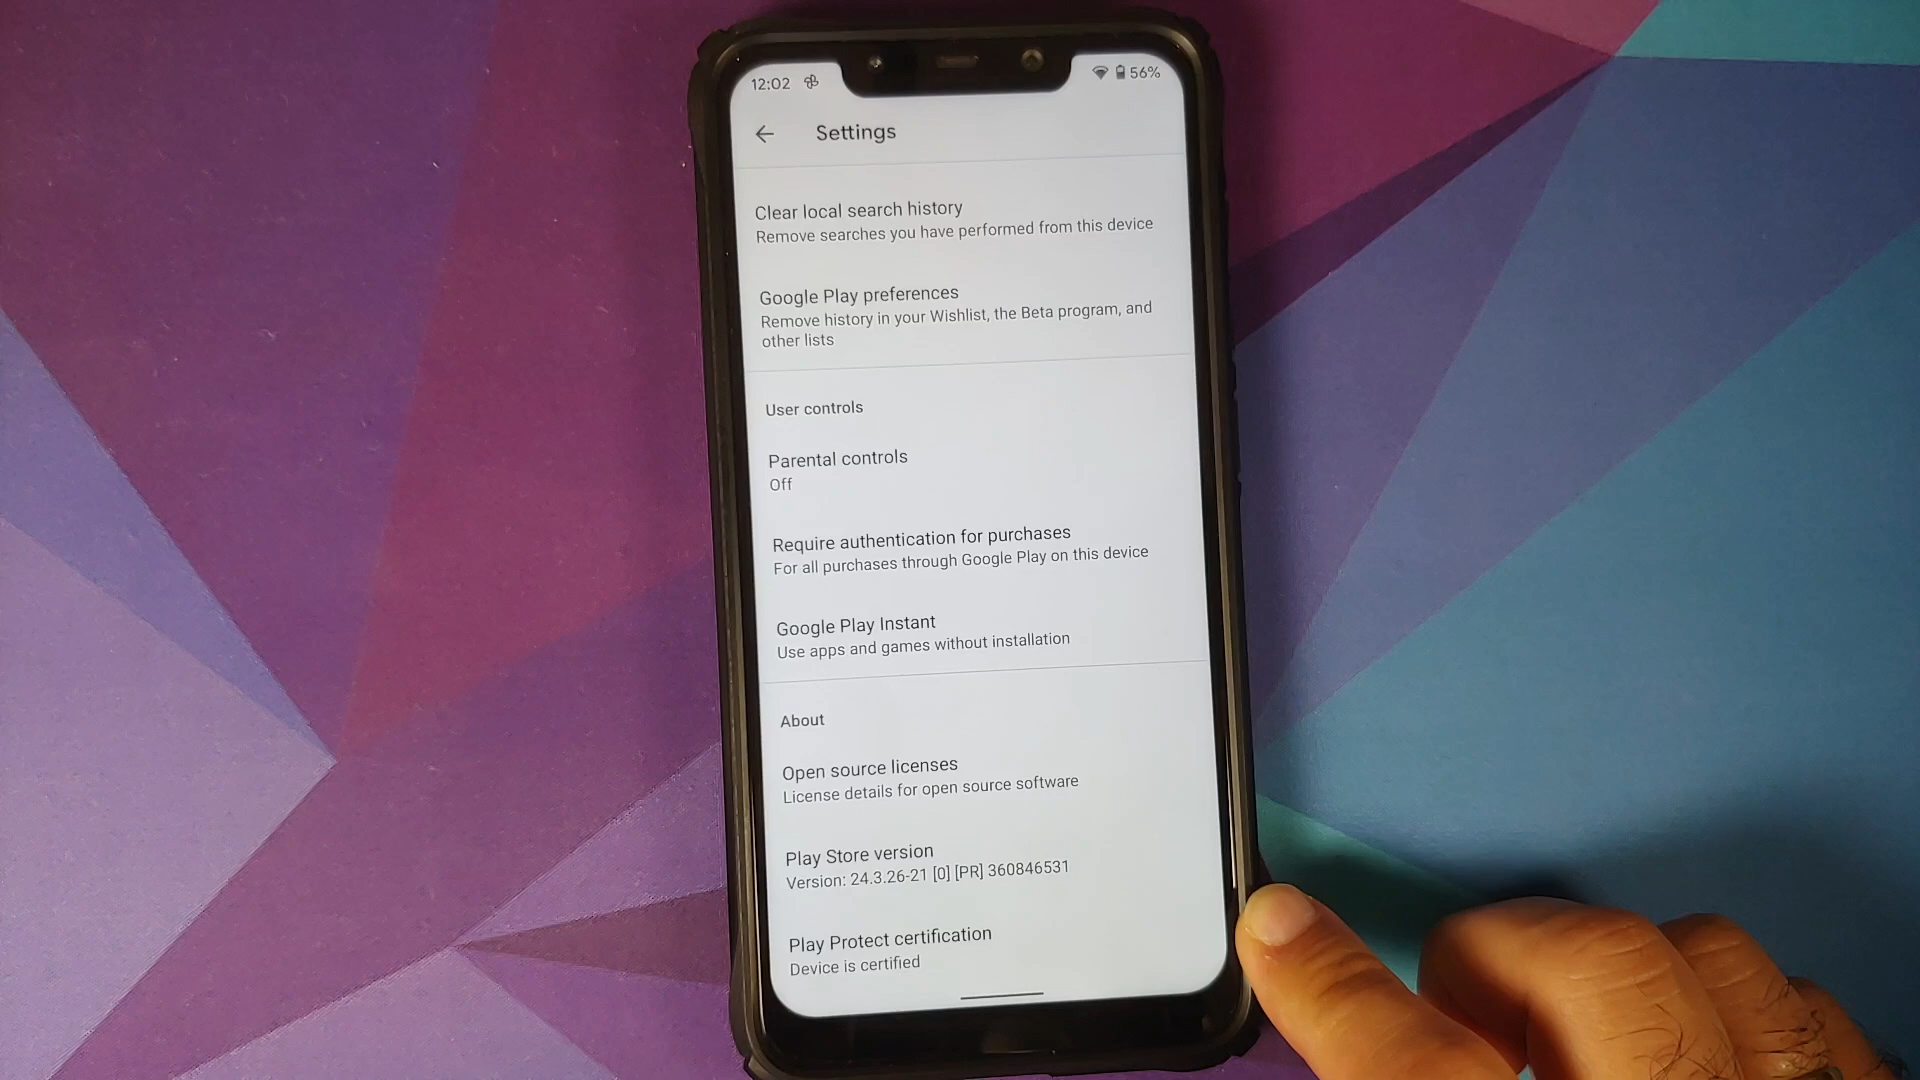 12:02 56%
Settings
Clear local search history
Remove searches you have performed from this device
Google Play preferences
Remove history in your Wishlist, the Beta program, and
other lists
User controls
Parental controls
Off
Require authentication for purchases
For all purchases through Google Play on this device
Google Play Instant
Use apps and games without installation
About
Open source licenses
License details for open source software
Play Store version
Version: 24.3.26-21 [0] [PR] 360846531
Play Protect certification
Device is certified